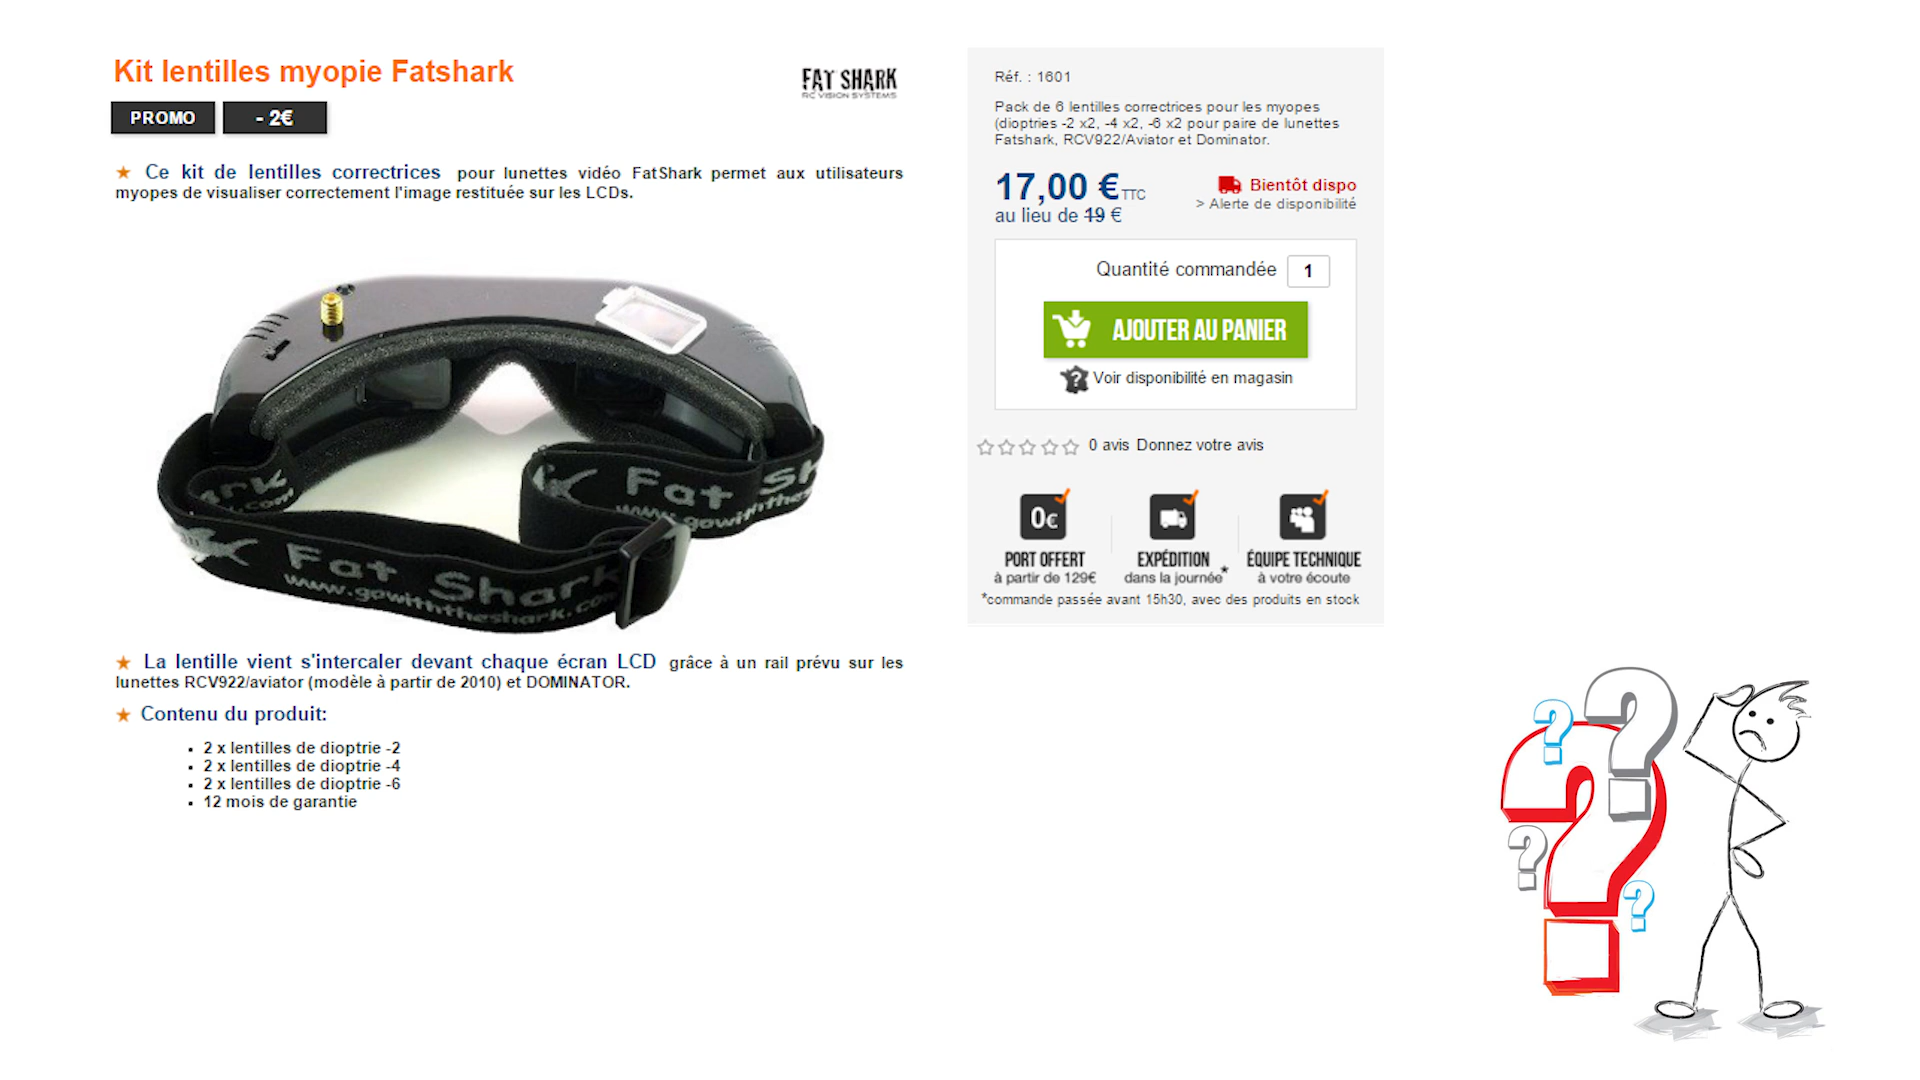 Kit lentilles myopie Fatshark
FAT SHARK
RC VISION SYSTEMS
PROMO
- 2€
Ce kit de lentilles correctrices pour lunettes vidéo FatShark permet aux utilisateurs
myopes de visualiser correctement l'image restituée sur les LCDs.
Fat Shark
www.gowiththeshark.com
La lentille vient s'intercaler devant chaque écran LCD grâce à un rail prévu sur les
lunettes RCV922/aviator (modèle à partir de 2010) et DOMINATOR.
Contenu du produit:
2 x lentilles de dioptrie -2
2 x lentilles de dioptrie -4
2 x lentilles de dioptrie -6
12 mois de garantie
Réf. : 1601
Pack de 6 lentilles correctrices pour les myopes
(dioptries -2 x2, -4 x2, -6 x2 pour paire de lunettes
Fatshark, RCV922/Aviator et Dominator.
17,00 € TTC
au lieu de 19 €
Bientôt dispo
> Alerte de disponibilité
Quantité commandée 1
AJOUTER AU PANIER
? Voir disponibilité en magasin
0 avis Donnez votre avis
0€
PORT OFFERT
à partir de 129€
EXPÉDITION
dans la journée*
ÉQUIPE TECHNIQUE
à votre écoute
*commande passée avant 15h30, avec des produits en stock
? ? ? ? ?